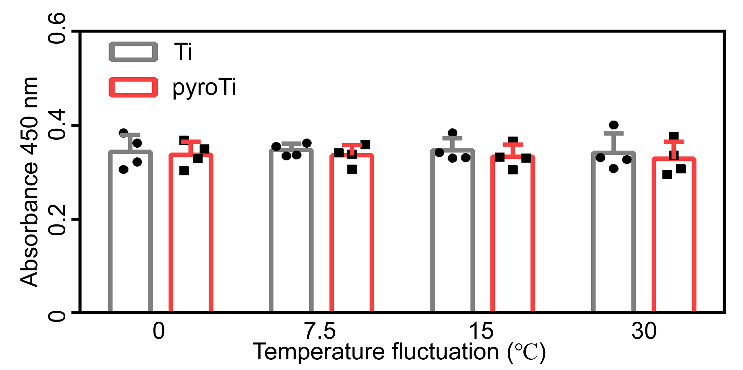 0.6
Ti
pyroTi
0.4
0.2
0
Absorbance 450 nm
0 7.5 15 30
Temperature fluctuation (℃)